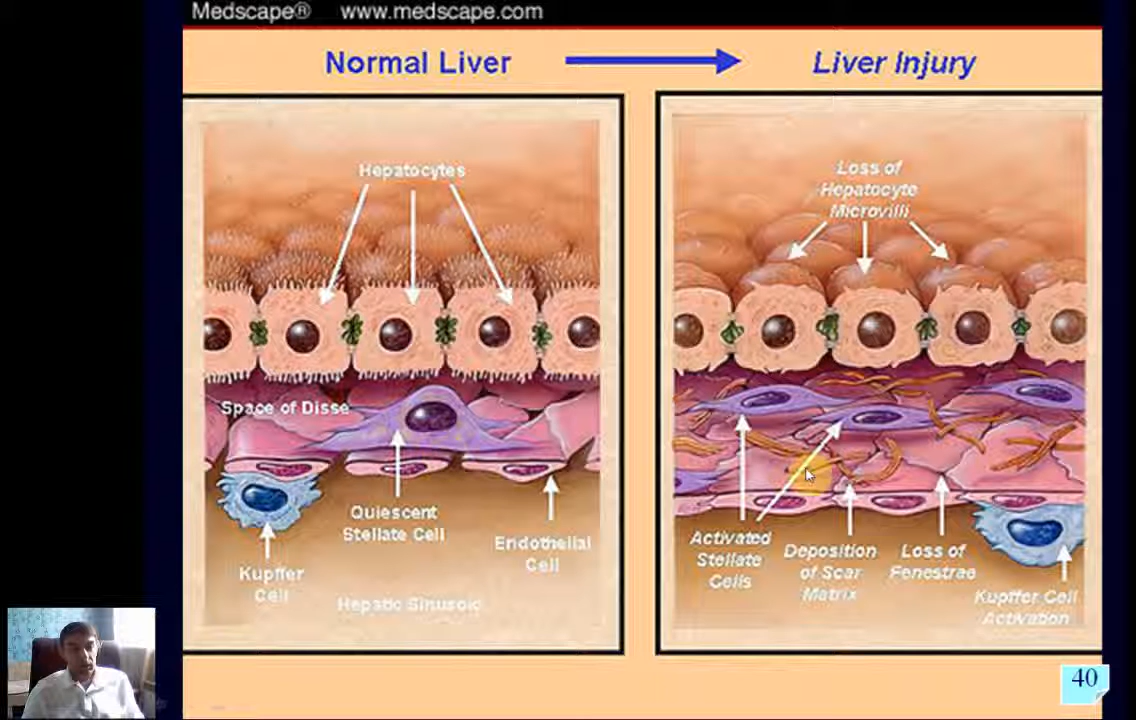 Medscape® www.medscape.com
Normal Liver
Liver Injury
Hepatocytes
Space of Disse
Quiescent
Stellate Cell
Endothelial
Cell
Kupffer
Cell
Hepatic Sinusoid
Loss of
Hepatocyte
Microvilli
Activated
Stellate
Cells
Deposition
of Scar
Matrix
Loss of
Fenestrae
Kupffer Cell
Activation
40